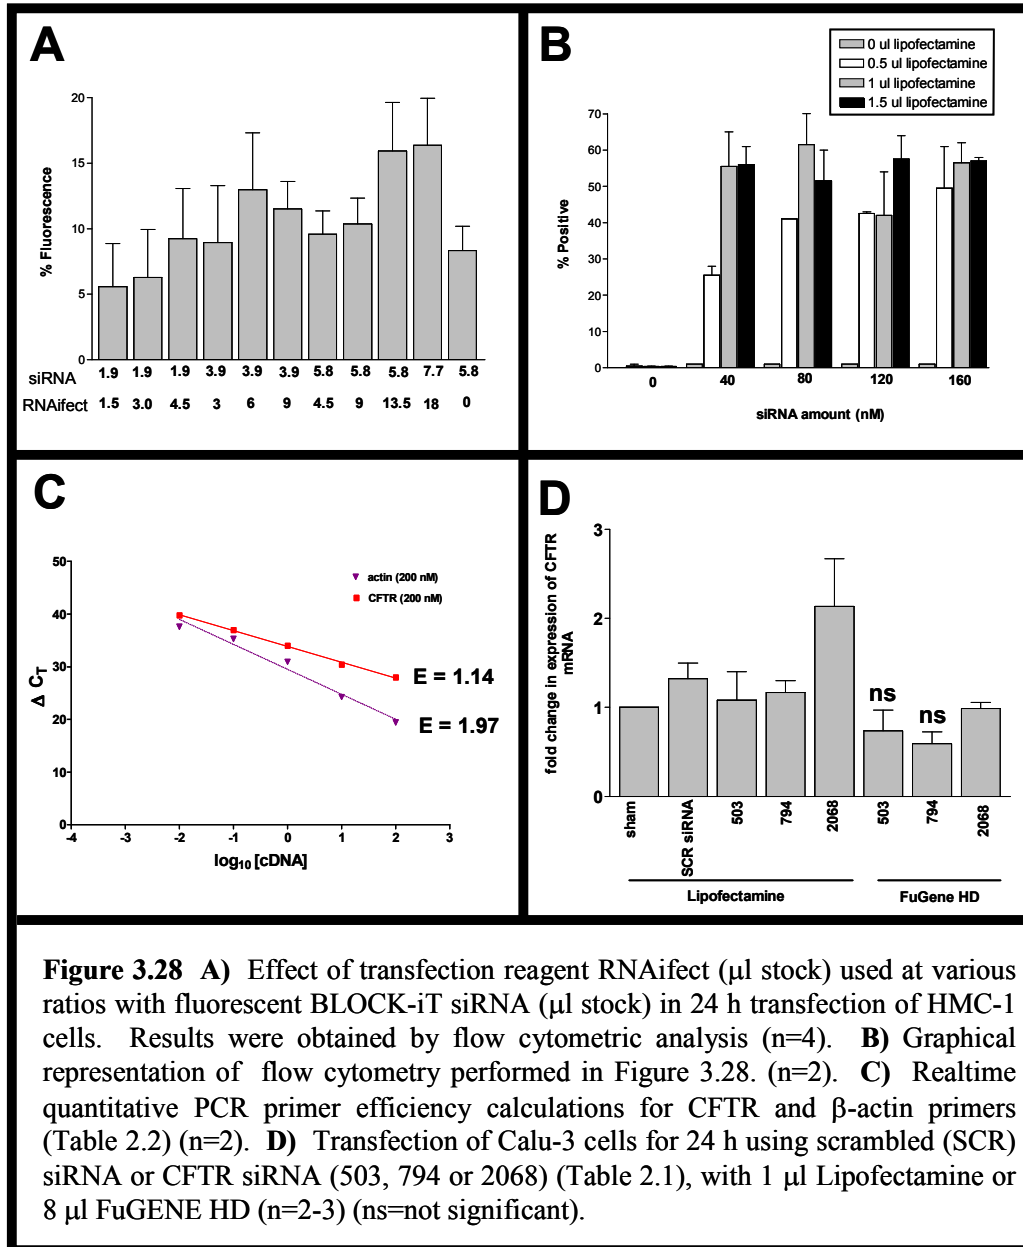 A
% Fluorescence
20
15
10
5
0
siRNA 1.9 1.9 1.9 3.9 3.9 3.9 5.8 5.8 5.8 7.7 5.8
RNAifect 1.5 3.0 4.5 3 6 9 4.5 9 13.5 18 0
B
0 ul lipofectamine
0.5 ul lipofectamine
1 ul lipofectamine
1.5 ul lipofectamine
% Positive
70
60
50
40
30
20
10
0
0 40 80 120 160
siRNA amount (nM)
C
Δ CT
50
40
30
20
10
0
actin (200 nM)
CFTR (200 nM)
E = 1.14
E = 1.97
-4 -3 -2 -1 0 1 2 3
log10 [cDNA]
D
fold change in expression of CFTR
mRNA
3
2
1
0
ns
ns
sham SCR siRNA 503 794 2068 503 794 2068
Lipofectamine FuGene HD
Figure 3.28 A) Effect of transfection reagent RNAifect (μl stock) used at various
ratios with fluorescent BLOCK-iT siRNA (μl stock) in 24 h transfection of HMC-1
cells. Results were obtained by flow cytometric analysis (n=4). B) Graphical
representation of flow cytometry performed in Figure 3.28. (n=2). C) Realtime
quantitative PCR primer efficiency calculations for CFTR and β-actin primers
(Table 2.2) (n=2). D) Transfection of Calu-3 cells for 24 h using scrambled (SCR)
siRNA or CFTR siRNA (503, 794 or 2068) (Table 2.1), with 1 μl Lipofectamine or
8 μl FuGENE HD (n=2-3) (ns=not significant).